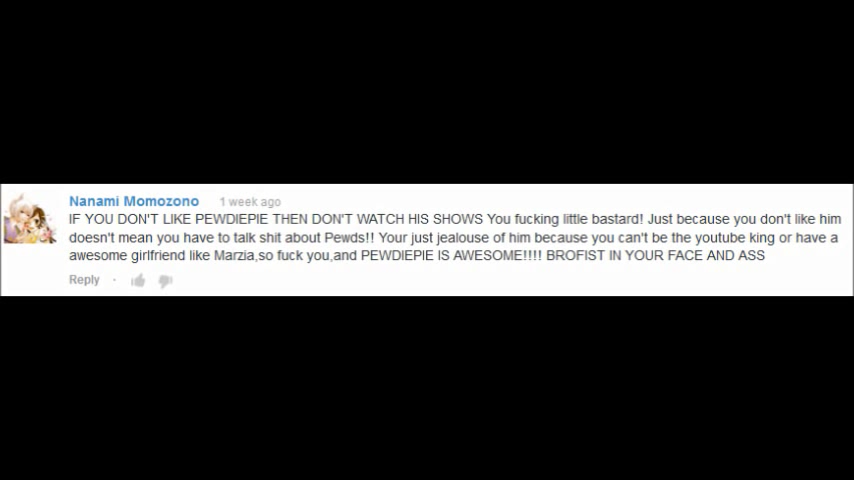 Nanami Momozono 1 week ago
IF YOU DON'T LIKE PEWDIEPIE THEN DON'T WATCH HIS SHOWS You fucking little bastard! Just because you don't like him
doesn't mean you have to talk shit about Pewds!! Your just jealouse of him because you can't be the youtube king or have a
awesome girlfriend like Marzia,so fuck you,and PEWDIEPIE IS AWESOME!!!! BROFIST IN YOUR FACE AND ASS
Reply ·